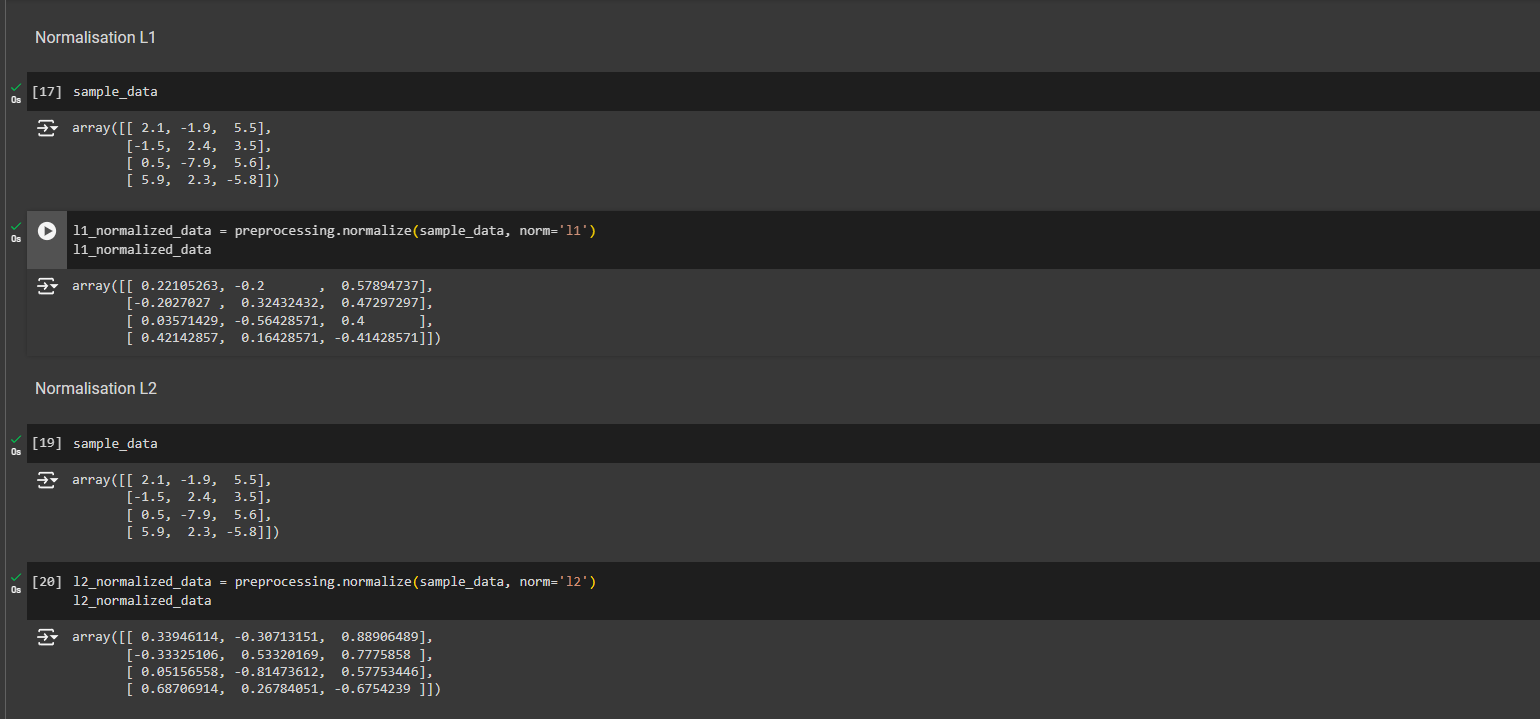 Normalisation L1
0s
[17] sample_data
array([[ 2.1, -1.9,  5.5],
       [-1.5,  2.4,  3.5],
       [ 0.5, -7.9,  5.6],
       [ 5.9,  2.3, -5.8]])
0s
l1_normalized_data = preprocessing.normalize(sample_data, norm='l1')
l1_normalized_data
array([[ 0.22105263, -0.2       ,  0.57894737],
       [-0.2027027 ,  0.32432432,  0.47297297],
       [ 0.03571429, -0.56428571,  0.4       ],
       [ 0.42142857,  0.16428571, -0.41428571]])
Normalisation L2
0s
[19] sample_data
array([[ 2.1, -1.9,  5.5],
       [-1.5,  2.4,  3.5],
       [ 0.5, -7.9,  5.6],
       [ 5.9,  2.3, -5.8]])
0s
[20] l2_normalized_data = preprocessing.normalize(sample_data, norm='l2')
l2_normalized_data
array([[ 0.33946114, -0.30713151,  0.88906489],
       [-0.33325106,  0.53320169,  0.7775858 ],
       [ 0.05156558, -0.81473612,  0.57753446],
       [ 0.68706914,  0.26784051, -0.6754239 ]])